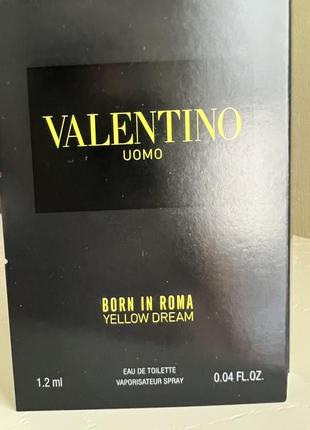 VALENTINO
UOMO
BORN IN ROMA
YELLOW DREAM
EAU DE TOILETTE
1.2 ml VAPORISATEUR SPRAY 0.04 FL.OZ.